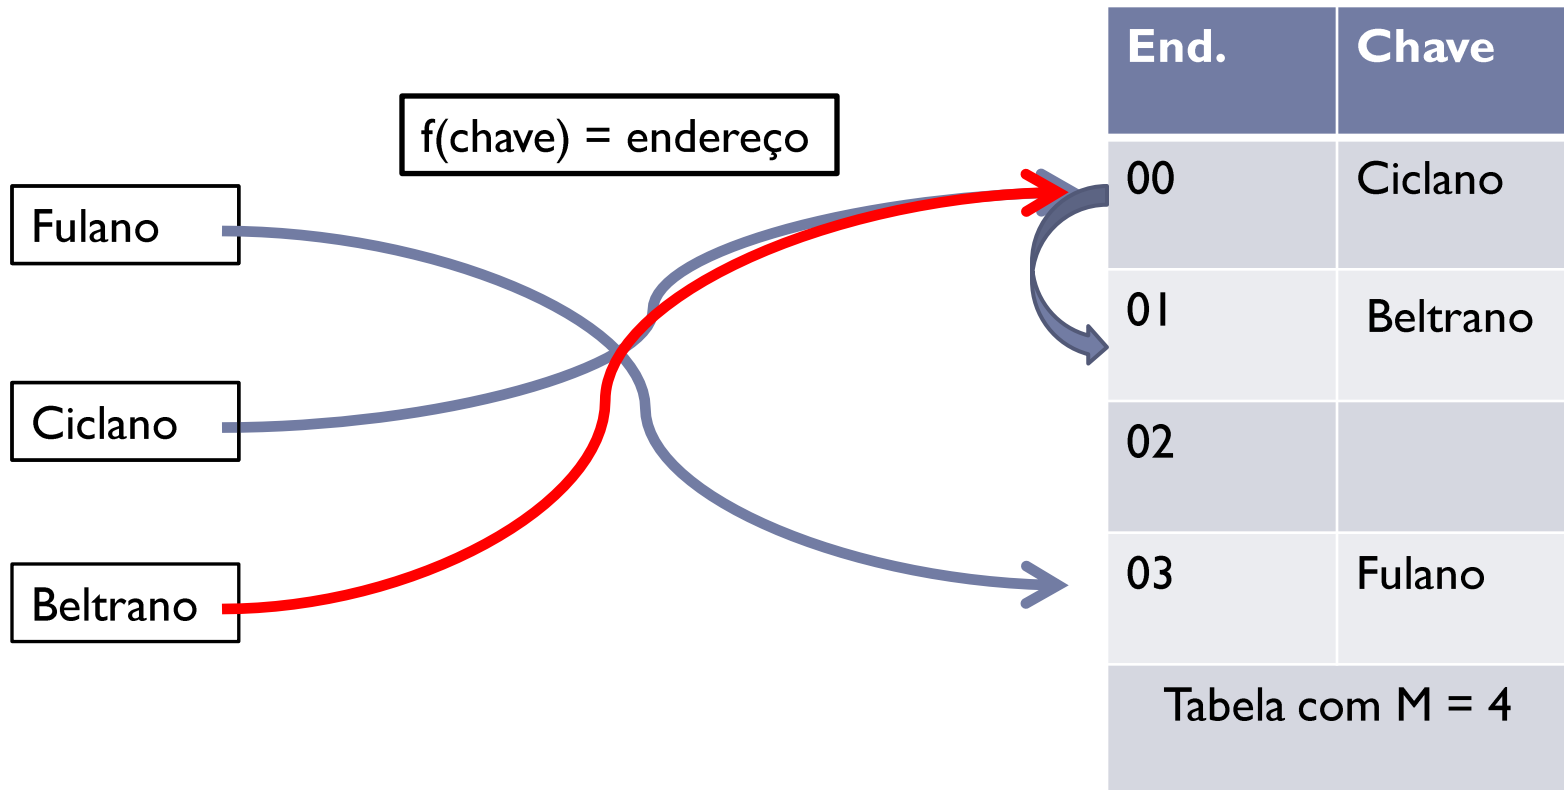 f(chave) = endereço
Fulano
Ciclano
Beltrano
End. Chave
00 Ciclano
01 Beltrano
02
03 Fulano
Tabela com M = 4